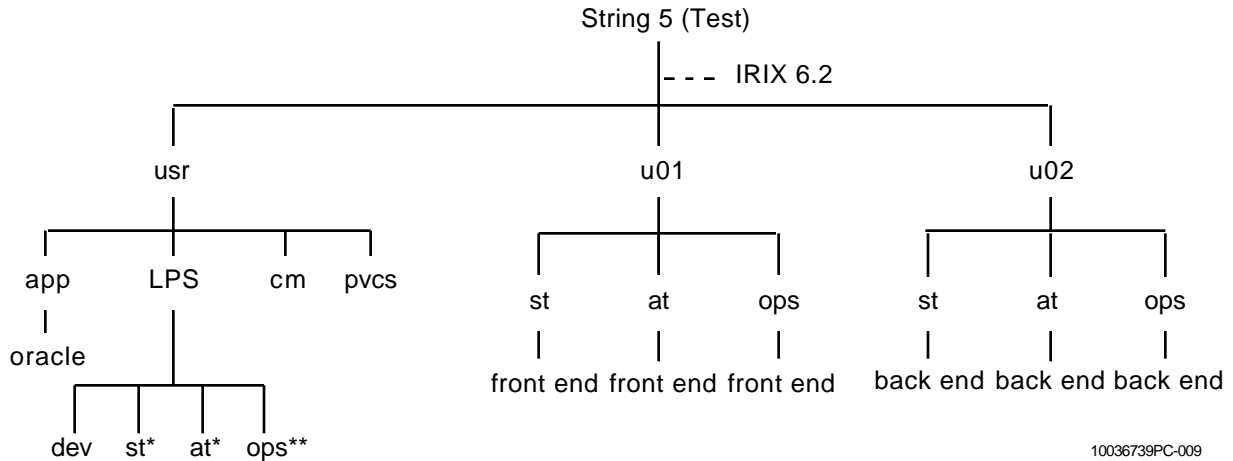 String 5 (Test)
IRIX 6.2
usr u01 u02
app LPS cm pvcs
st at ops st at ops
oracle
front end front end front end back end back end back end
dev st* at* ops**
10036739PC-009